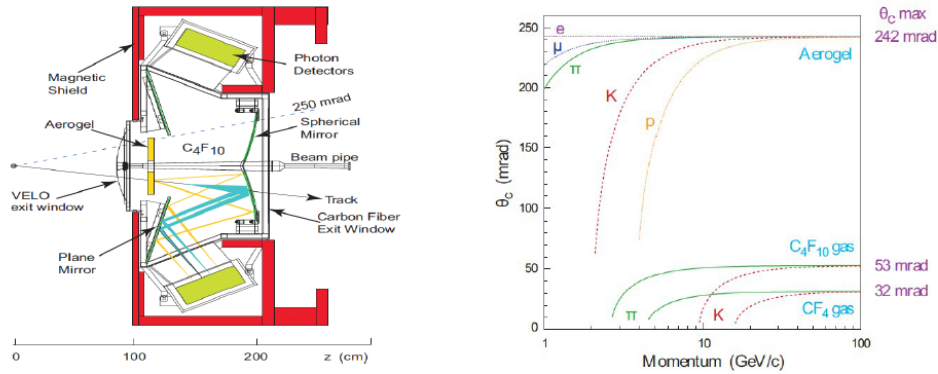 Magnetic
Shield
Aerogel
VELO
exit window
Plane
Mirror
C₄F₁₀
250 mrad
Photon
Detectors
Spherical
Mirror
Beam pipe
Track
Carbon Fiber
Exit Window
0 100 200 z (cm)
θC (mrad)
250
200
150
100
50
0
e
μ
π
K
p
Aerogel
C₄F₁₀ gas
π
K
CF₄ gas
1 10 100
Momentum (GeV/c)
θC max
242 mrad
53 mrad
32 mrad